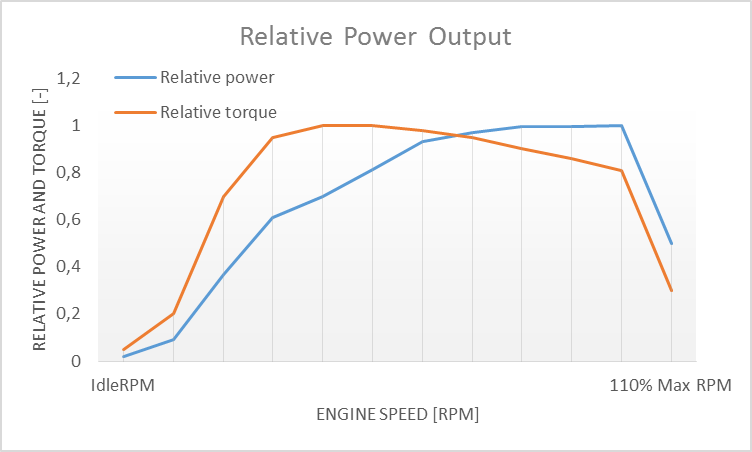 Relative Power Output
1,2
1
0,8
0,6
0,4
0,2
0
RELATIVE POWER AND TORQUE [-]
Relative power
Relative torque
IdleRPM
110% Max RPM
ENGINE SPEED [RPM]